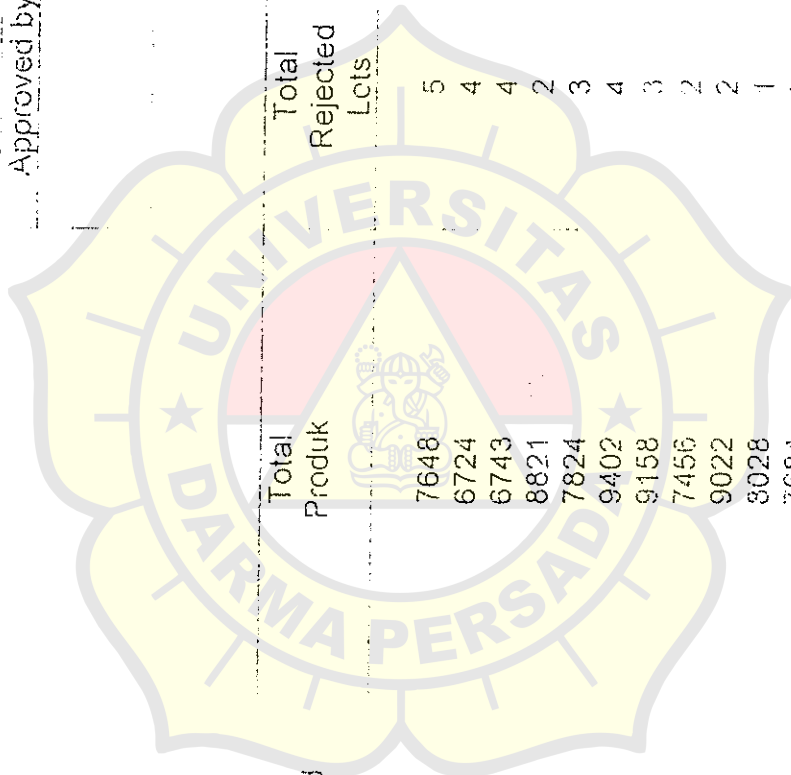 Approved by
Total Total
Produk Rejected
Lots
7648 5
6724 4
6743 4
8821 2
7824 3
9402 4
9158 3
7456 2
9022 2
8028 1
UNIVERSITAS
DARMA PERSADA